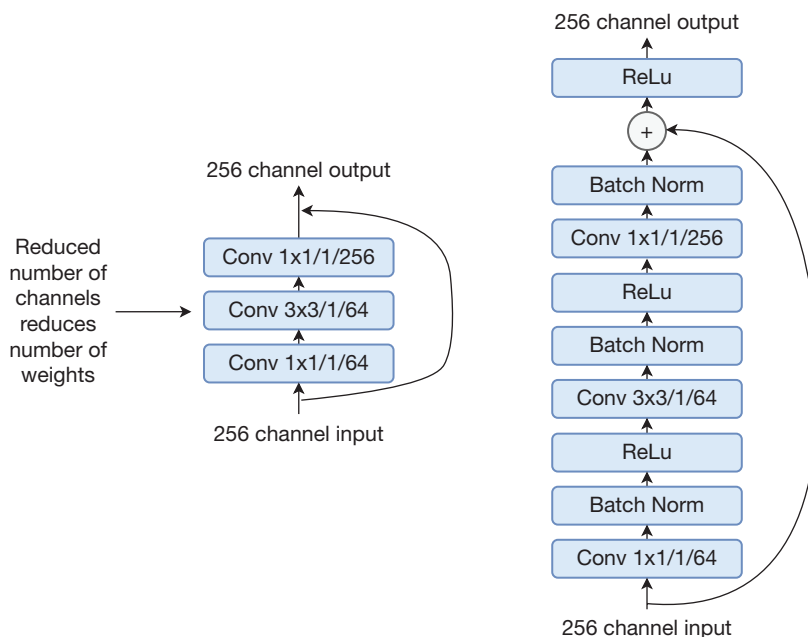 256 channel output
Conv 1x1/1/256
Conv 3x3/1/64
Conv 1x1/1/64
256 channel input
Reduced
number of
channels
reduces
number of
weights
256 channel output
ReLu
+
Batch Norm
Conv 1x1/1/256
ReLu
Batch Norm
Conv 3x3/1/64
ReLu
Batch Norm
Conv 1x1/1/64
256 channel input